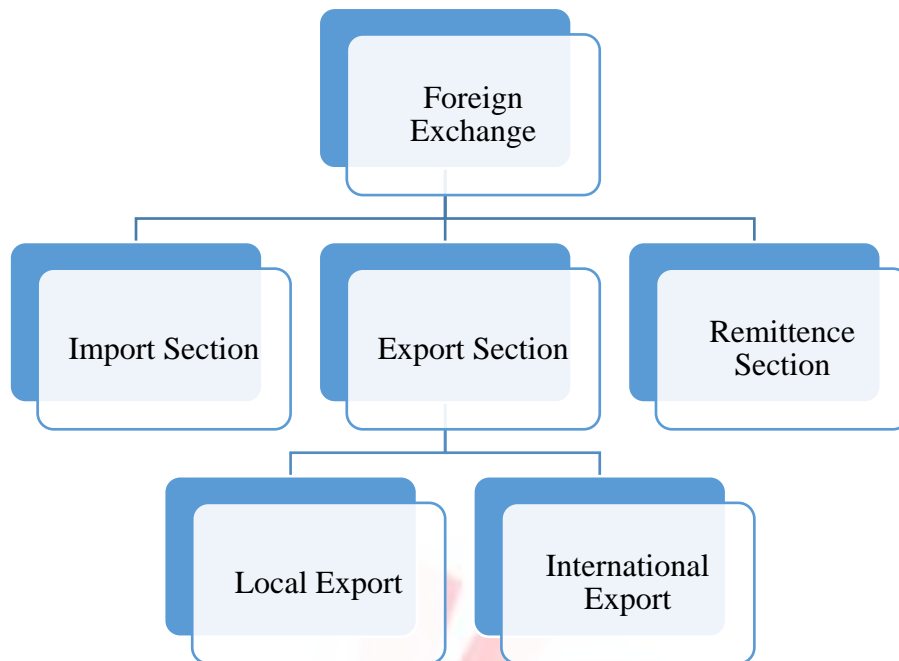 Foreign
Exchange
Import Section
Export Section
Remittence
Section
Local Export
International
Export